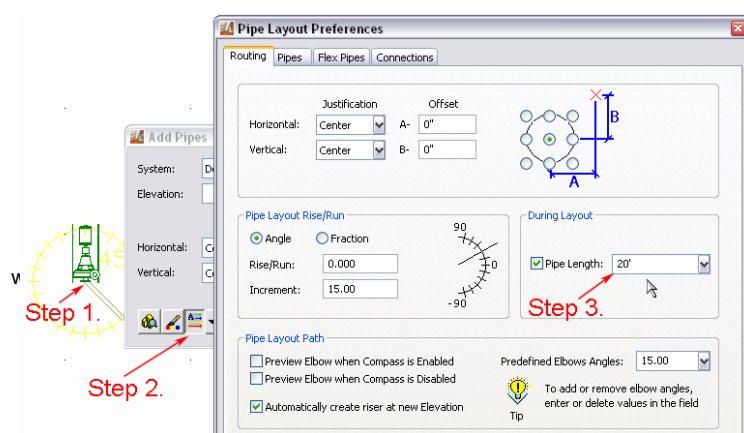 Pipe Layout Preferences
Routing Pipes Flex Pipes Connections
Justification Offset
Horizontal: Center A- 0"
Vertical: Center B- 0"
B
A
Add Pipes
System:
Elevation:
Horizontal:
Vertical:
Pipe Layout Rise/Run
Angle Fraction
Rise/Run: 0.000
Increment: 15.00
90
0
-90
During Layout
Pipe Length: 20'
Step 1.
Step 2.
Step 3.
Pipe Layout Path
Preview Elbow when Compass is Enabled
Preview Elbow when Compass is Disabled
Automatically create riser at new Elevation
Predefined Elbows Angles: 15.00
Tip
To add or remove elbow angles,
enter or delete values in the field